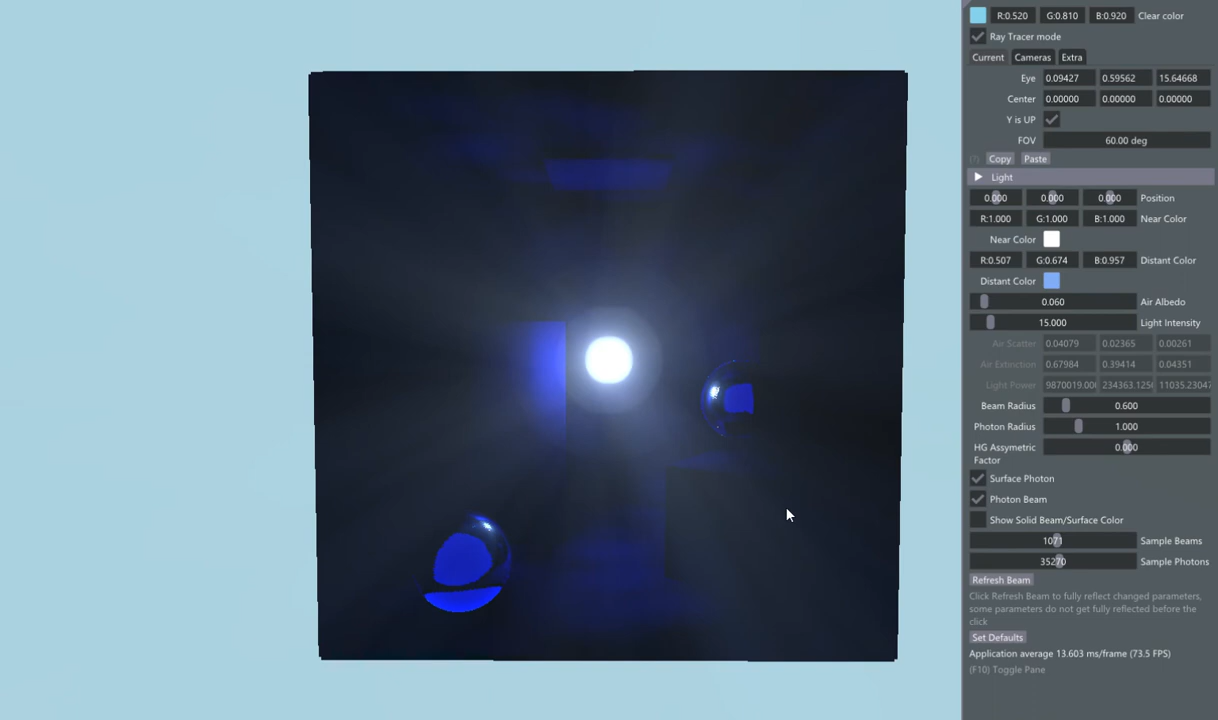 R:0.520 G:0.810 B:0.920 Clear color
Ray Tracer mode
Current Cameras Extra
Eye 0.09427 0.59562 15.64668
Center 0.00000 0.00000 0.00000
Y is UP
FOV 60.00 deg
(?) Copy Paste
Light
0.000 0.000 0.000 Position
R:1.000 G:1.000 B:1.000 Near Color
Near Color
R:0.507 G:0.674 B:0.957 Distant Color
Distant Color
0.060 Air Albedo
15.000 Light Intensity
Air Scatter 0.04079 0.02365 0.00261
Air Extinction 0.67984 0.39414 0.04351
Light Power 9870019.00 234363.125 11035.23047
Beam Radius 0.600
Photon Radius 1.000
HG Assymetric 0.000
Factor
Surface Photon
Photon Beam
Show Solid Beam/Surface Color
1071 Sample Beams
35270 Sample Photons
Refresh Beam
Click Refresh Beam to fully reflect changed parameters,
some parameters do not get fully reflected before the
click
Set Defaults
Application average 13.603 ms/frame (73.5 FPS)
(F10) Toggle Pane